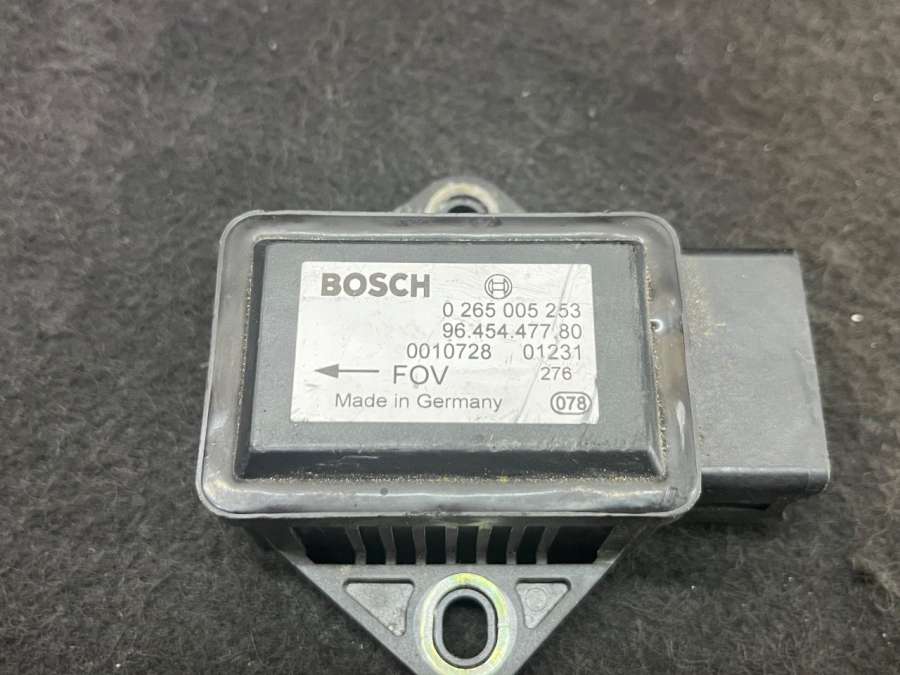 BOSCH
0 265 005 253
96.454.477.80
0010728 01231
FOV 276
Made in Germany 078